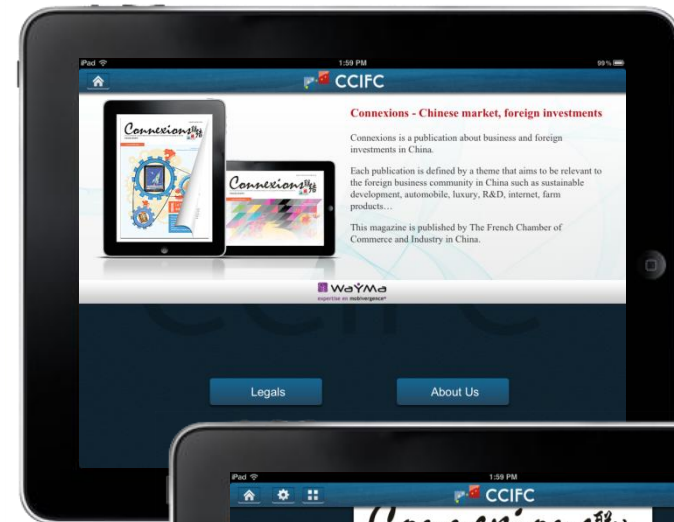 iPad 1:59 PM 99%
CCIFC
Connexions - Chinese market, foreign investments
Connexions is a publication about business and foreign
investments in China.
Each publication is defined by a theme that aims to be relevant to
the foreign business community in China such as sustainable
development, automobile, luxury, R&D, internet, farm
products…
This magazine is published by The French Chamber of
Commerce and Industry in China.
Connexions
Connexions
WaYMa
expertise en mobivergence
Legals About Us
iPad 1:59 PM
CCIFC
Connexions